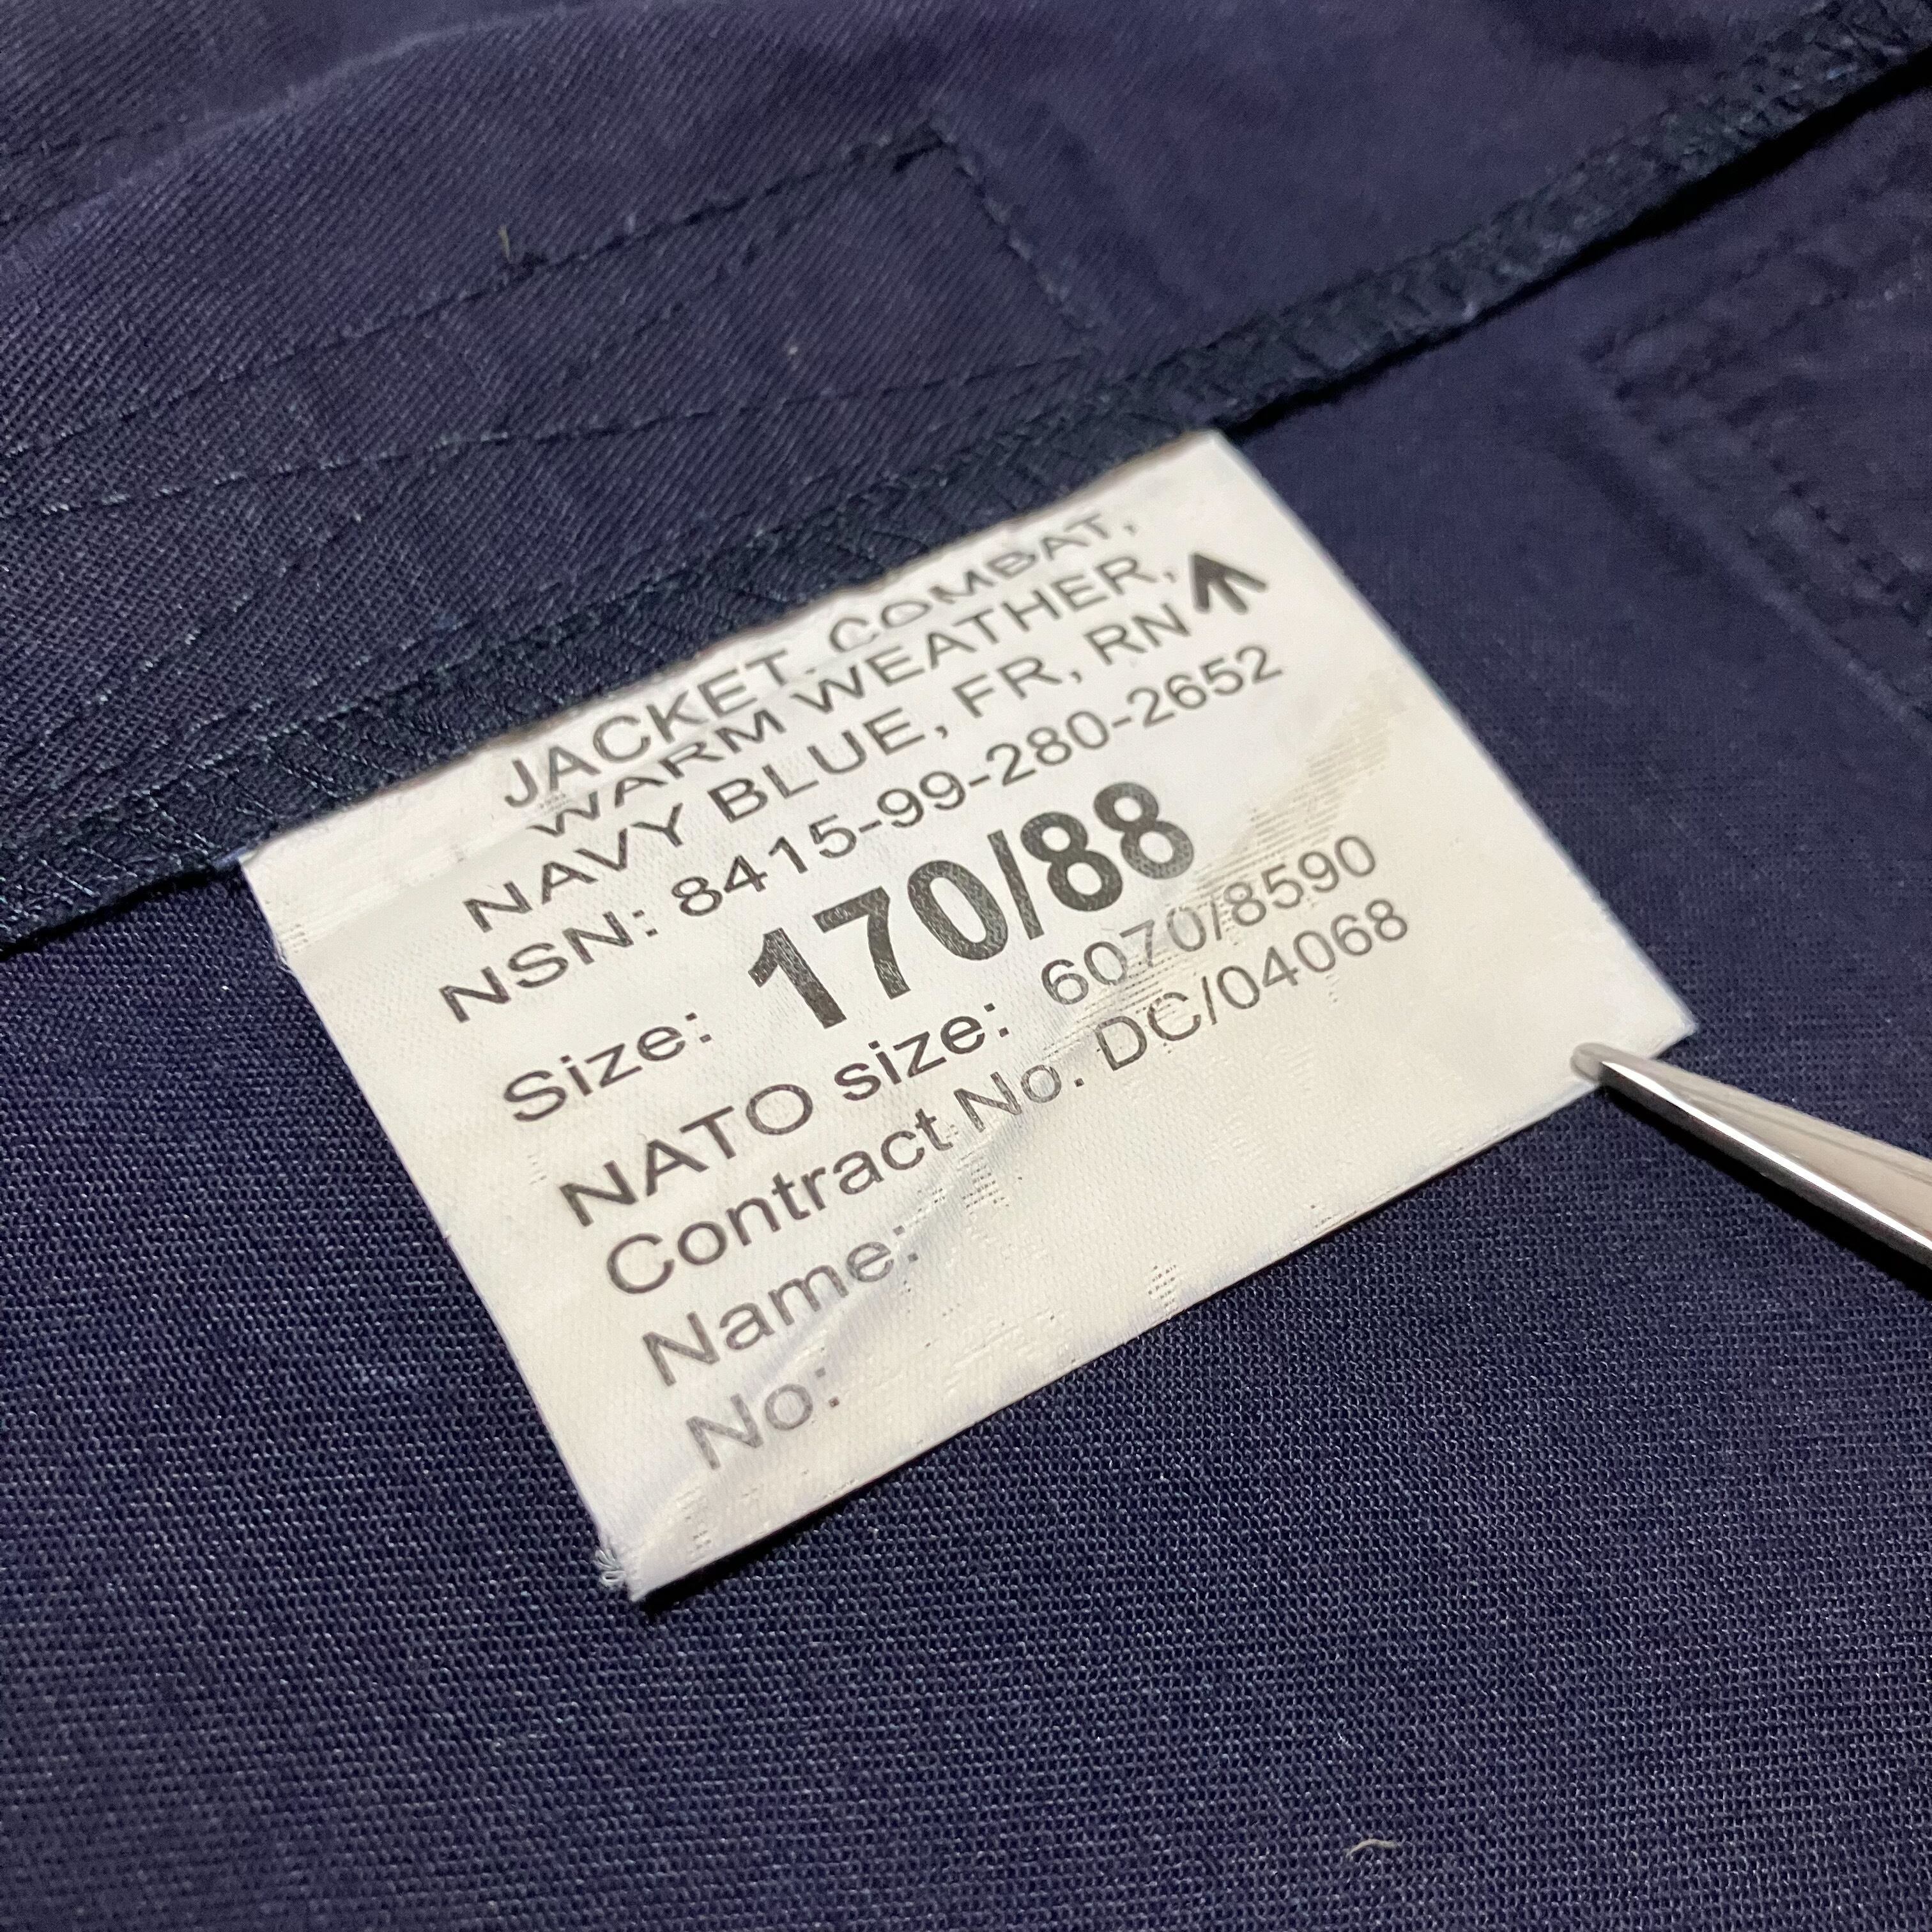 JACKET. COMBAT,
WARM WEATHER,
NAVY BLUE, FR, RN
NSN: 8415-99-280-2652
Size: 170/88
NATO size: 6070/8590
Contract No. DC/04068
Name:
No: